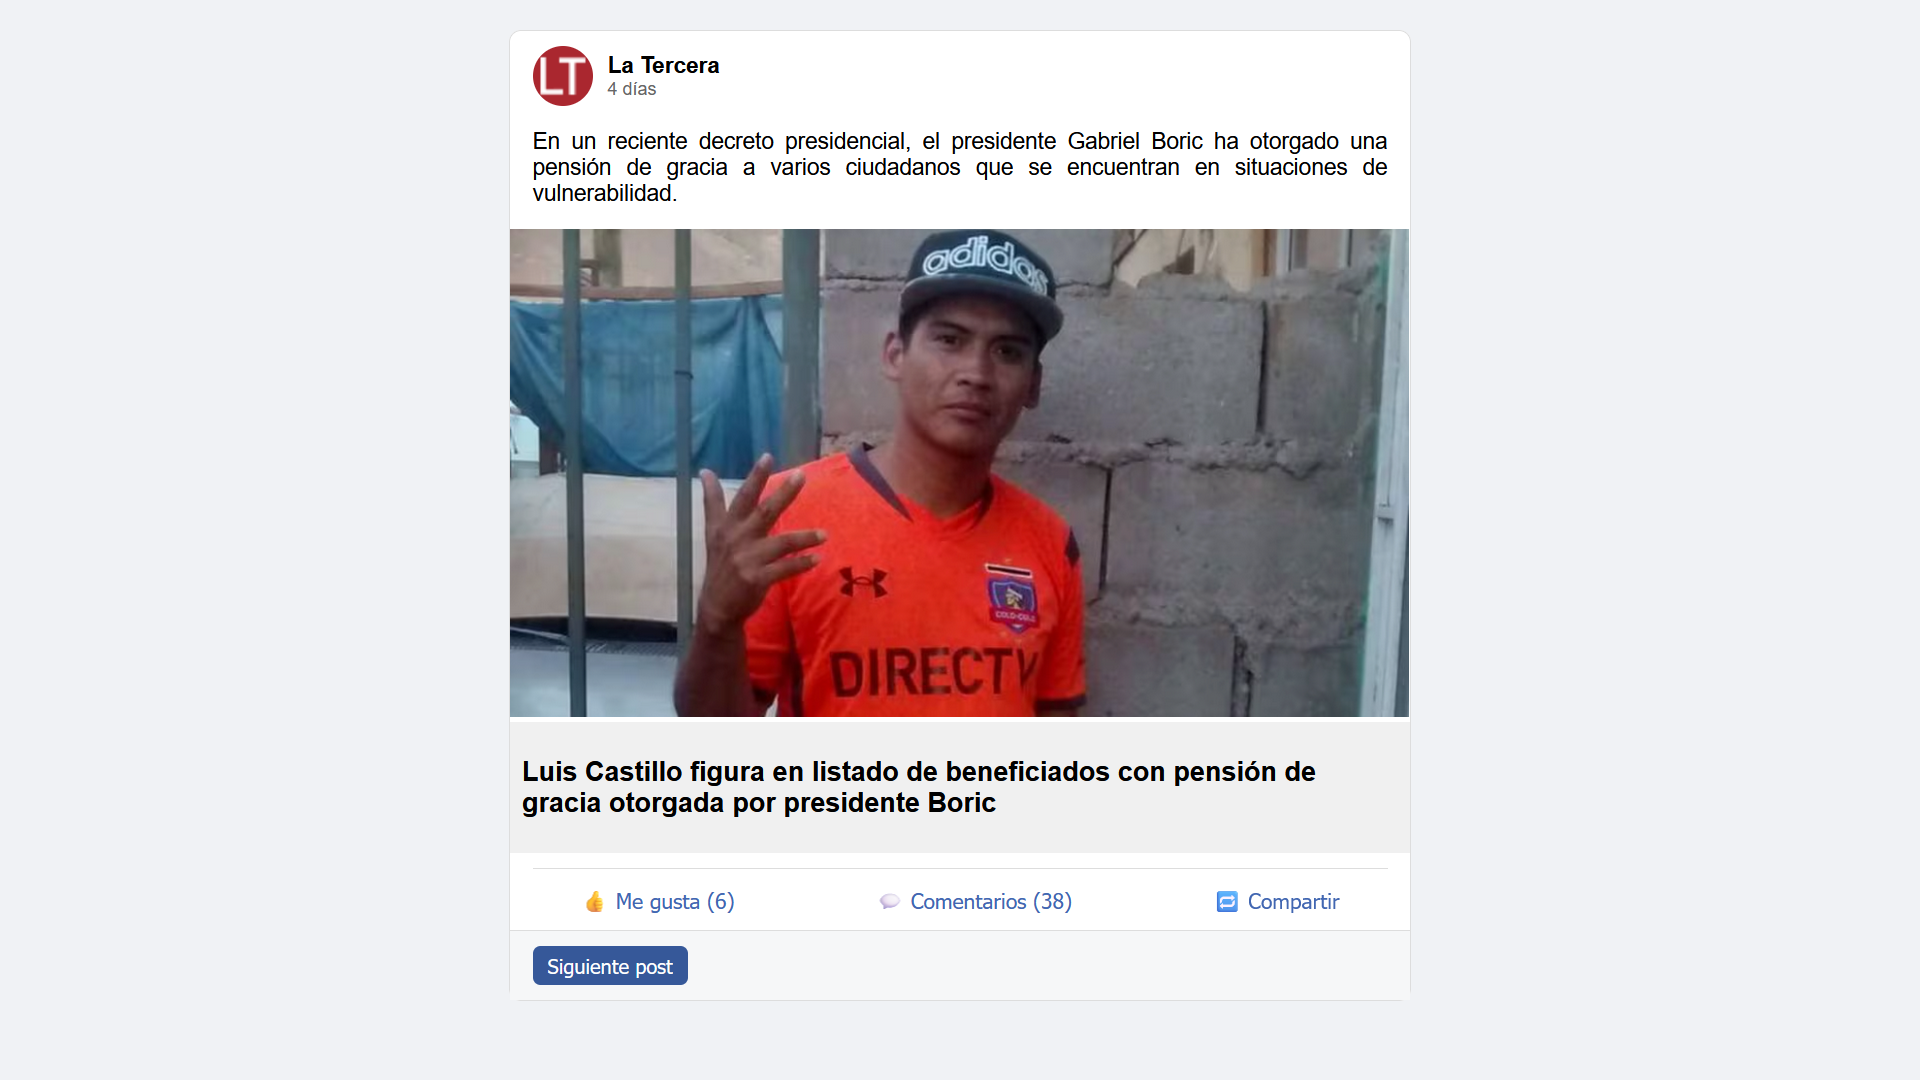 LT
La Tercera
4 días
En un reciente decreto presidencial, el presidente Gabriel Boric ha otorgado una
pensión de gracia a varios ciudadanos que se encuentran en situaciones de
vulnerabilidad.
adidas
COLO-COLO
DIRECTV
Luis Castillo figura en listado de beneficiados con pensión de
gracia otorgada por presidente Boric
Me gusta (6)
Comentarios (38)
Compartir
Siguiente post